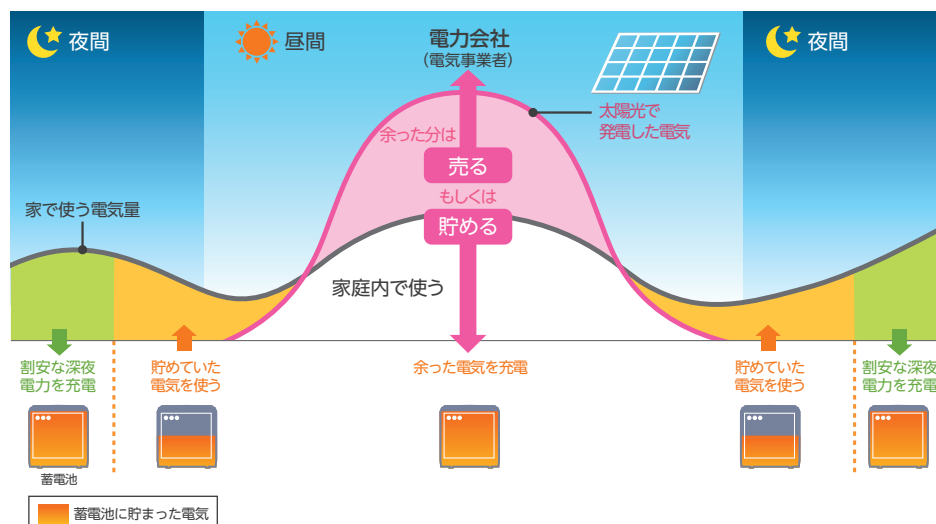 夜間
昼間
電力会社
(電気事業者)
夜間
太陽光で
発電した電気
余った分は
売る
もしくは
貯める
家で使う電気量
家庭内で使う
割安な深夜
電力を充電
貯めていた
電気を使う
余った電気を充電
貯めていた
電気を使う
割安な深夜
電力を充電
蓄電池
蓄電池に貯まった電気